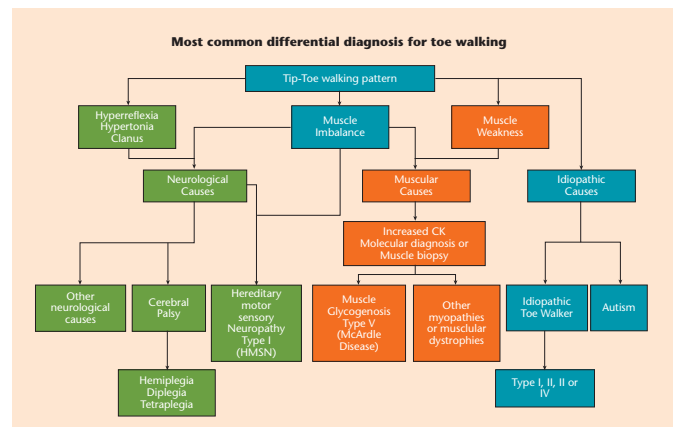 Most common differential diagnosis for toe walking
Tip-Toe walking pattern
Hyperreflexia
Hypertonia
Clanus
Muscle
Imbalance
Muscle
Weakness
Neurological
Causes
Muscular
Causes
Idiopathic
Causes
Increased CK
Molecular diagnosis or
Muscle biopsy
Other
neurological
causes
Cerebral
Palsy
Hereditary
motor
sensory
Neuropathy
Type I
(HMSN)
Muscle
Glycogenosis
Type V
(McArdle
Disease)
Other
myopathies
or musclular
dystrophies
Idiopathic
Toe Walker
Autism
Hemiplegia
Diplegia
Tetraplegia
Type I, II, II or
IV